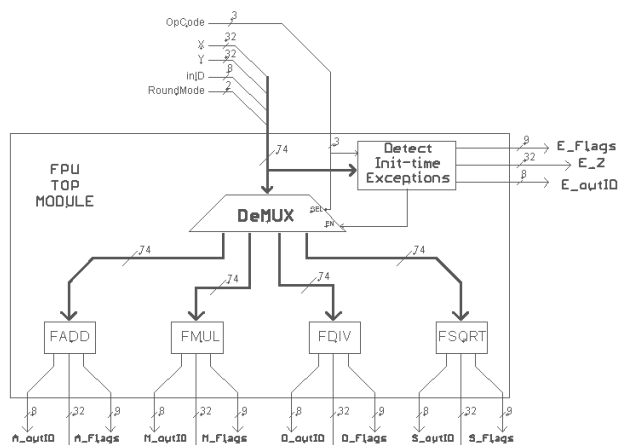 OpCode
3
X
32
Y
32
inID
8
RoundMode
2
FPU
TOP
MODULE
74
3
Detect
Init-time
Exceptions
9
E_Flags
32
E_Z
8
E_outID
DeMUX
SEL
EN
74
74
74
74
FADD
FMUL
FDIV
FSQRT
8
32
9
8
32
9
8
32
9
8
32
9
A_outID
A_Flags
M_outID
M_Flags
D_outID
D_Flags
S_outID
S_Flags